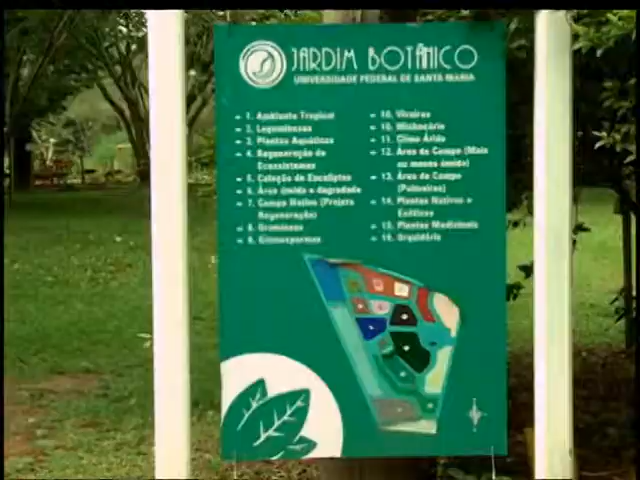 JARDIM BOTÂNICO
UNIVERSIDADE FEDERAL DE SANTA MARIA
1. Ambiente Tropical
2. Leguminosas
3. Plantas Aquáticas
4. Regeneração de
Ecossistemas
5. Coleção de Eucaliptos
6. Área úmida e degradada
7. Campo Nativo (Projeto
Regeneração)
8. Gramíneas
9. Gimnospermas
10. Viveiros
11. Clima Árido
12. Área de Campo (Mais
ou menos úmida)
13. Área de Campo
(Palmeiras)
14. Plantas Nativas e
Exóticas
15. Plantas Medicinais
16. Orquidário